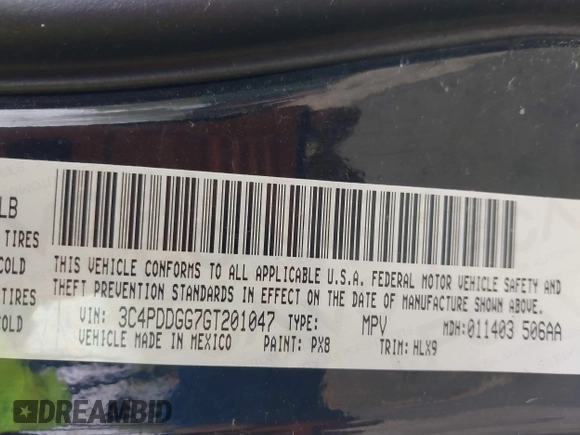 LB
TIRES
COLD
TIRES
COLD
THIS VEHICLE CONFORMS TO ALL APPLICABLE U.S.A. FEDERAL MOTOR VEHICLE SAFETY AND
THEFT PREVENTION STANDARDS IN EFFECT ON THE DATE OF MANUFACTURE SHOWN ABOVE.
VIN: 3C4PDDGG7GT201047 TYPE: MPV MDH: 011403 506AA
VEHICLE MADE IN MEXICO PAINT: PX8 TRIM: HLX9
DREAMBID